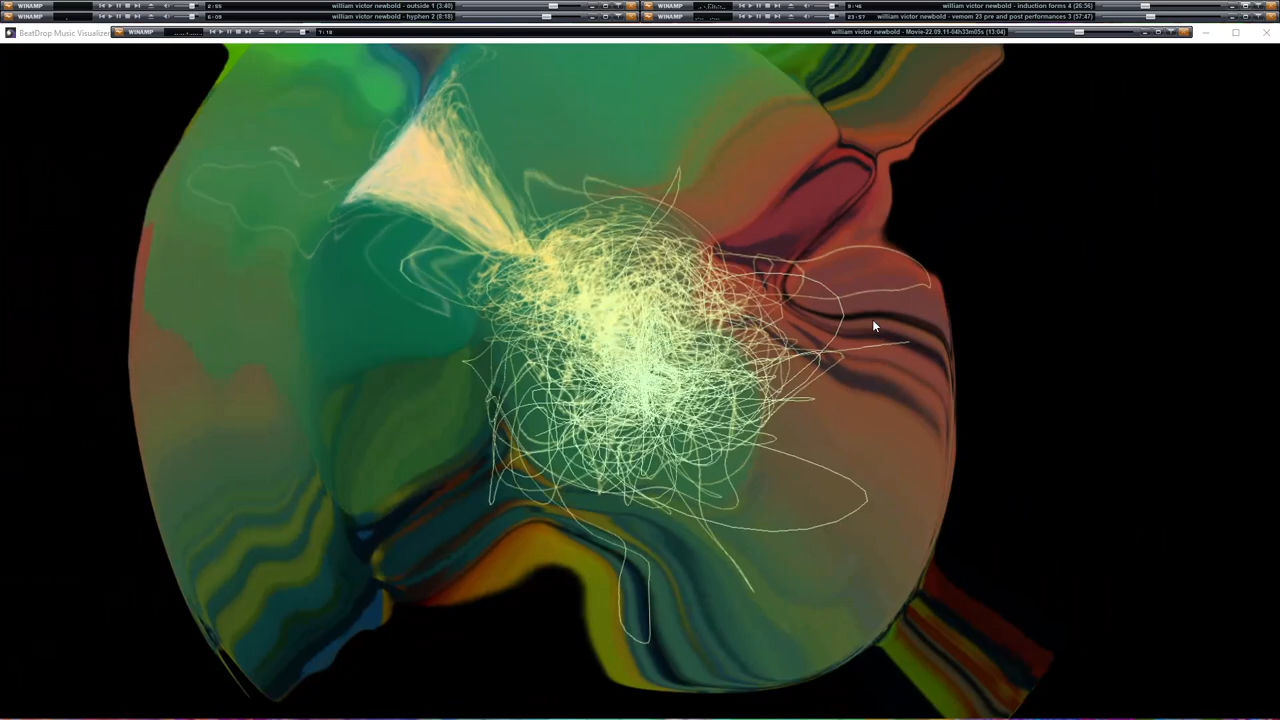 WINAMP 2:55 william victor newbold - outside 1 (3:40)
WINAMP 9:46 william victor newbold - induction forms 4 (26:56)
WINAMP 6:09 william victor newbold - hyphen 2 (8:18)
WINAMP 23:57 william victor newbold - vemom 23 pre and post performances 3 (57:47)
BeatDrop Music Visualizer
WINAMP 7:18 william victor newbold - Movie-22.09.11-04h33m05s (13:04)